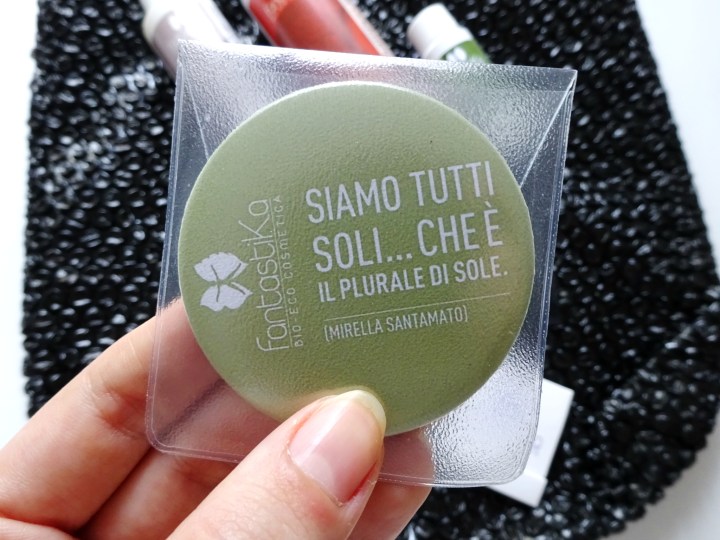 fantastiKa
BIO-ECO COSMETICA
SIAMO TUTTI
SOLI... CHE È
IL PLURALE DI SOLE.
(MIRELLA SANTAMATO)